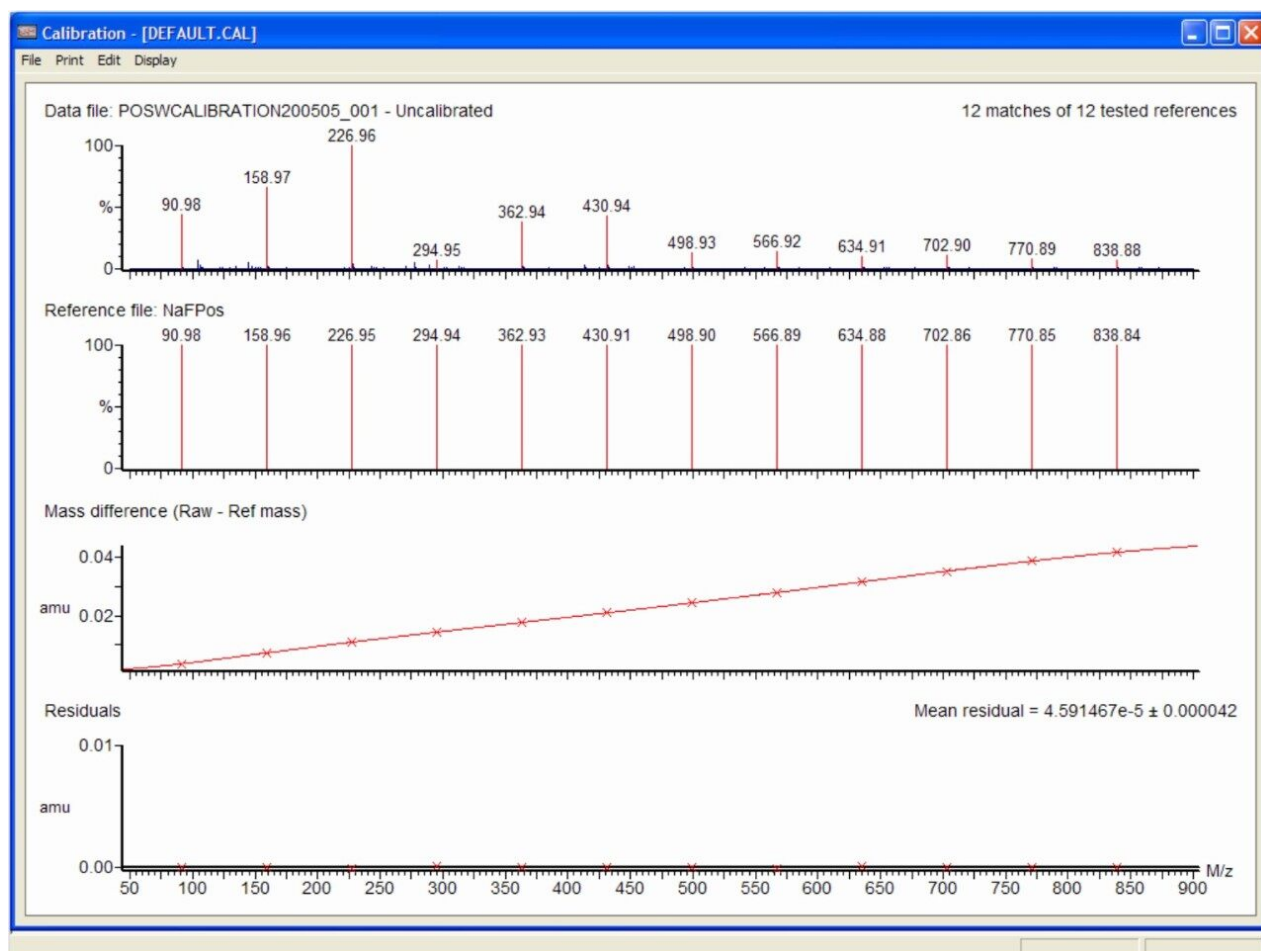 Calibration - [DEFAULT.CAL]
File Print Edit Display
Data file: POSWCALIBRATION200505_001 - Uncalibrated
12 matches of 12 tested references
100
%
0
90.98 158.97 226.96 294.95 362.94 430.94 498.93 566.92 634.91 702.90 770.89 838.88
Reference file: NaFPos
90.98 158.96 226.95 294.94 362.93 430.91 498.90 566.89 634.88 702.86 770.85 838.84
100
%
0
Mass difference (Raw - Ref mass)
0.04
amu
0.02
Residuals
Mean residual = 4.591467e-5 ± 0.000042
0.01
amu
0.00
M/z
50 100 150 200 250 300 350 400 450 500 550 600 650 700 750 800 850 900